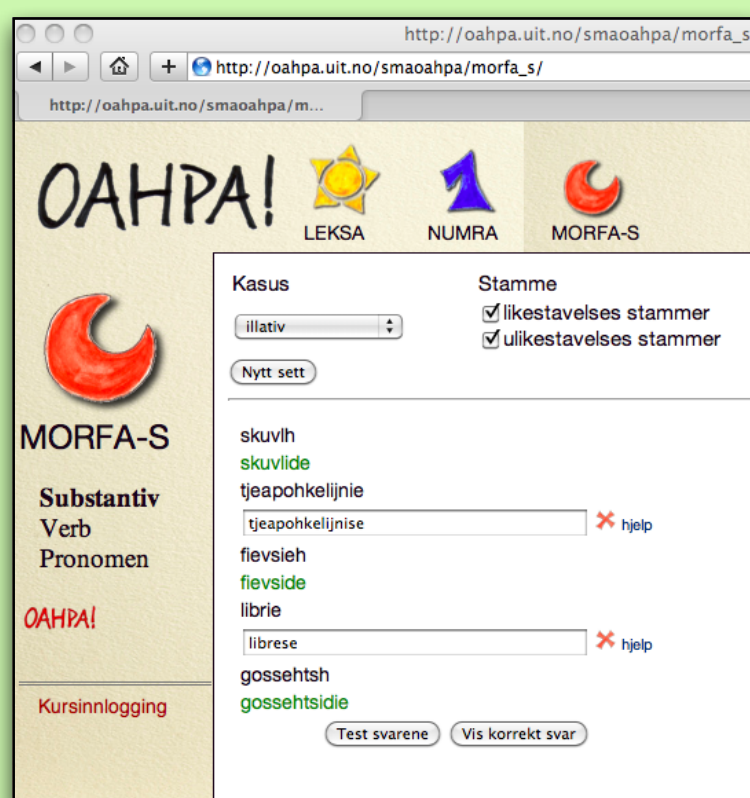 http://oahpa.uit.no/smaoahpa/morfa_s
http://oahpa.uit.no/smaoahpa/morfa_s/
http://oahpa.uit.no/smaoahpa/m...
OAHPA!
LEKSA
NUMRA
MORFA-S
MORFA-S
Substantiv
Verb
Pronomen
OAHPA!
Kursinnlogging
Kasus
illativ
Nytt sett
Stamme
likestavelses stammer
ulikestavelses stammer
skuvlh
skuvlide
tjeapohkelijnie
tjeapohkelijnise hjelp
fievsieh
fievside
librie
librese hjelp
gossehtsh
gossehtsidie
Test svarene Vis korrekt svar